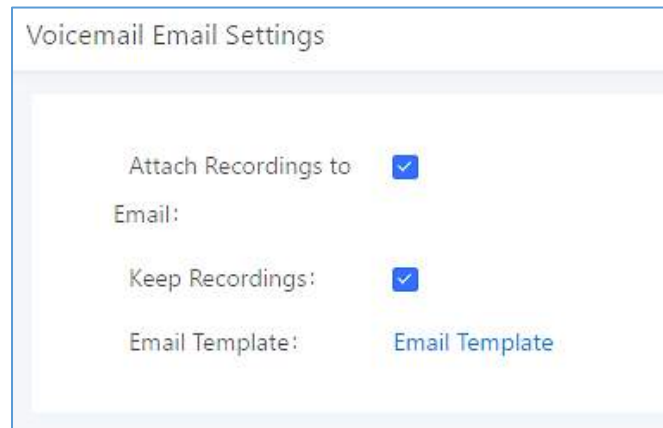 Voicemail Email Settings
Attach Recordings to
Email:
Keep Recordings:
Email Template: Email Template